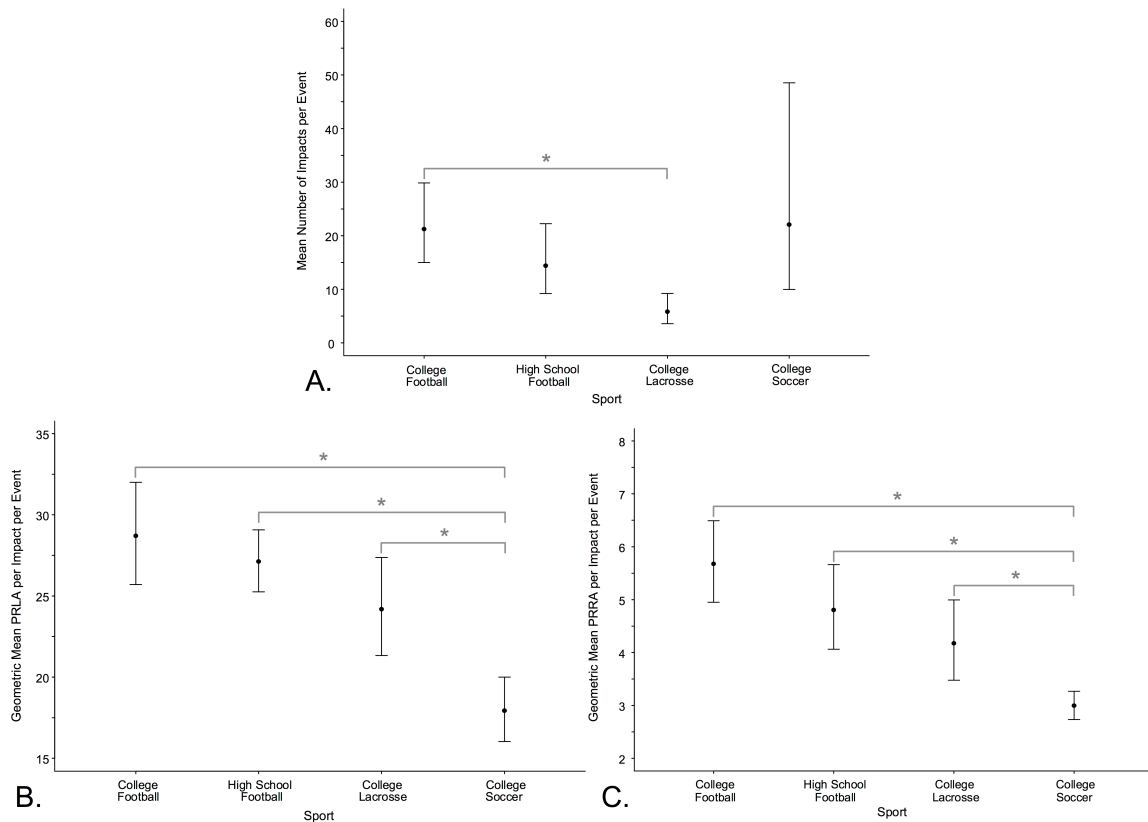 Mean Number of Impacts per Event
60
50
40
30
20
10
0
*
College
Football
High School
Football
College
Lacrosse
College
Soccer
Sport
A.
Geometric Mean PRLA per Impact per Event
35
30
25
20
15
*
*
*
College
Football
High School
Football
College
Lacrosse
College
Soccer
Sport
B.
Geometric Mean PRRA per Impact per Event
8
7
6
5
4
3
2
*
*
*
College
Football
High School
Football
College
Lacrosse
College
Soccer
Sport
C.